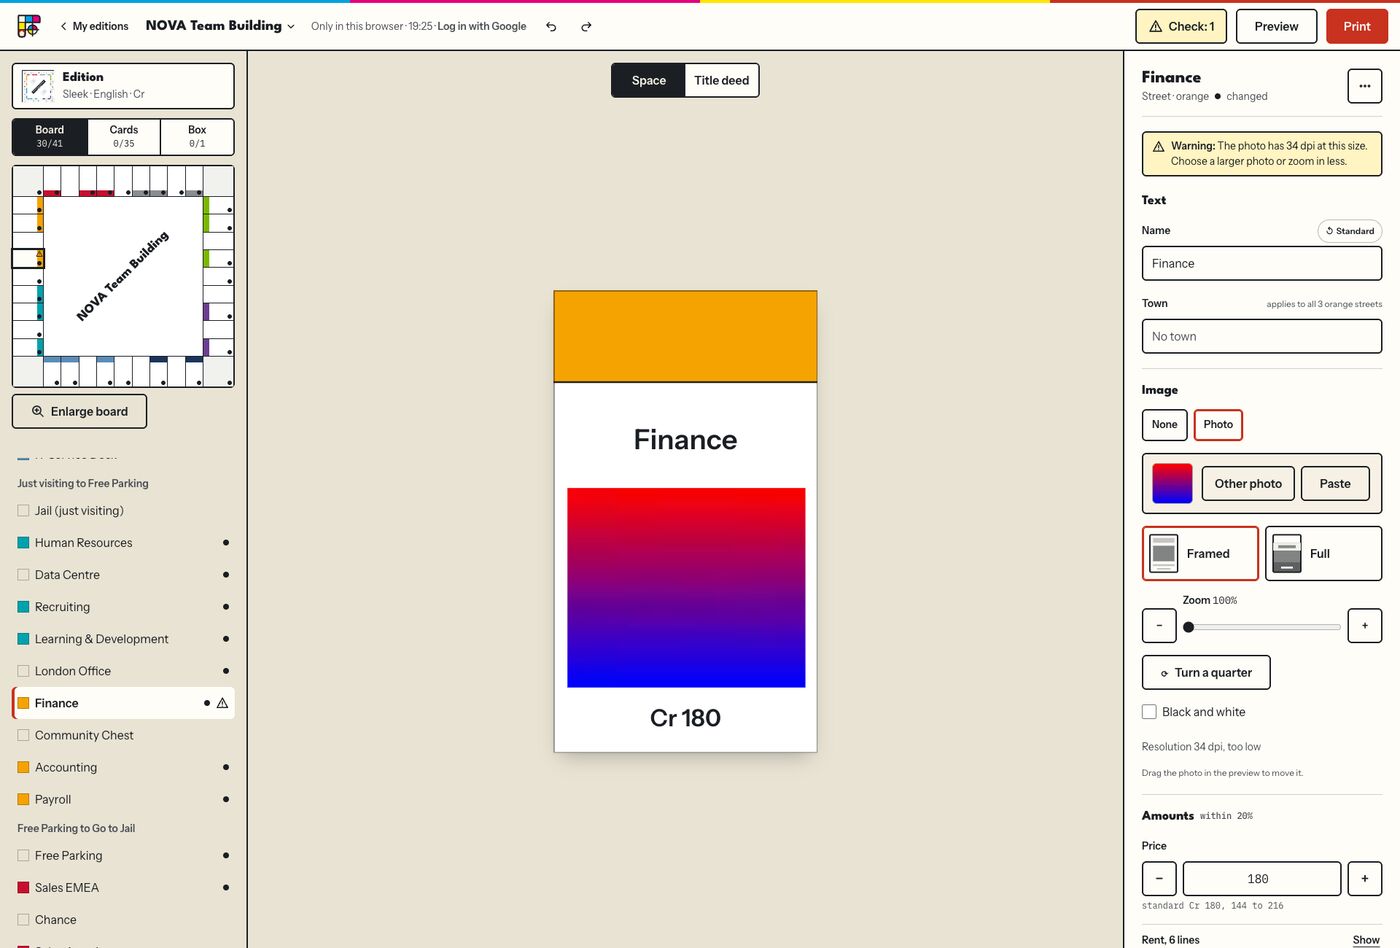 My editions
NOVA Team Building
Only in this browser · 19:25 · Log in with Google
Check: 1
Preview
Print
Edition
Sleek · English · Cr
Board
30/41
Cards
0/35
Box
0/1
NOVA Team Building
Enlarge board
Just visiting to Free Parking
Jail (just visiting)
Human Resources
Data Centre
Recruiting
Learning & Development
London Office
Finance
Community Chest
Accounting
Payroll
Free Parking to Go to Jail
Free Parking
Sales EMEA
Chance
Space
Title deed
Finance
Cr 180
Finance
Street · orange ● changed
Warning: The photo has 34 dpi at this size.
Choose a larger photo or zoom in less.
Text
Name
Standard
Finance
Town
applies to all 3 orange streets
No town
Image
None
Photo
Other photo
Paste
Framed
Full
Zoom 100%
−
+
Turn a quarter
Black and white
Resolution 34 dpi, too low
Drag the photo in the preview to move it.
Amounts within 20%
Price
−
180
+
standard Cr 180, 144 to 216
Rent, 6 lines
Show